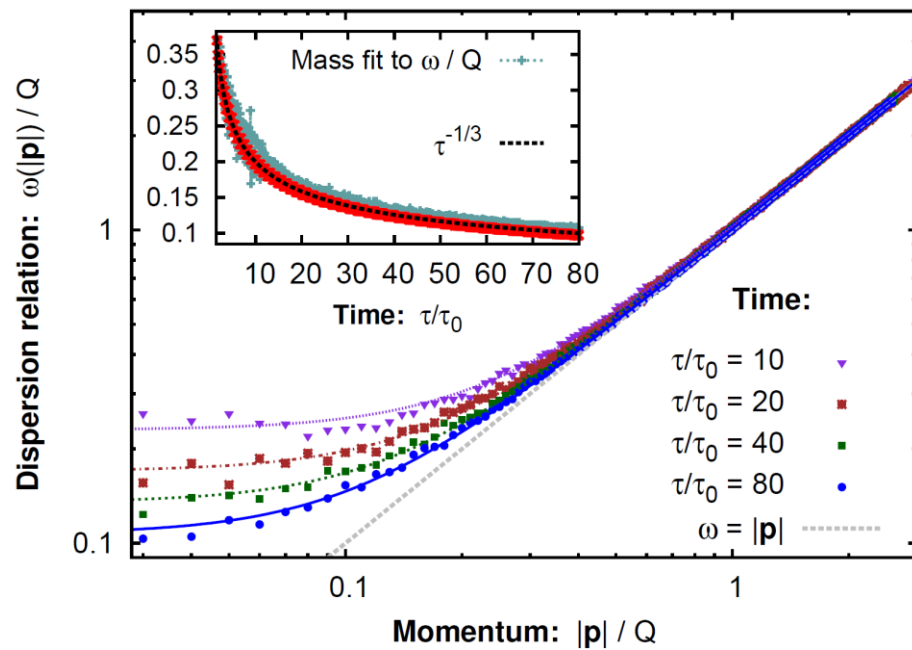 Dispersion relation: ω(|p|) / Q
1
0.1
0.35
0.3
0.25
0.2
0.15
0.1
Mass fit to ω / Q
τ^-1/3
10 20 30 40 50 60 70 80
Time: τ/τ0
Time:
τ/τ0 = 10
τ/τ0 = 20
τ/τ0 = 40
τ/τ0 = 80
ω = |p|
0.1 1
Momentum: |p| / Q